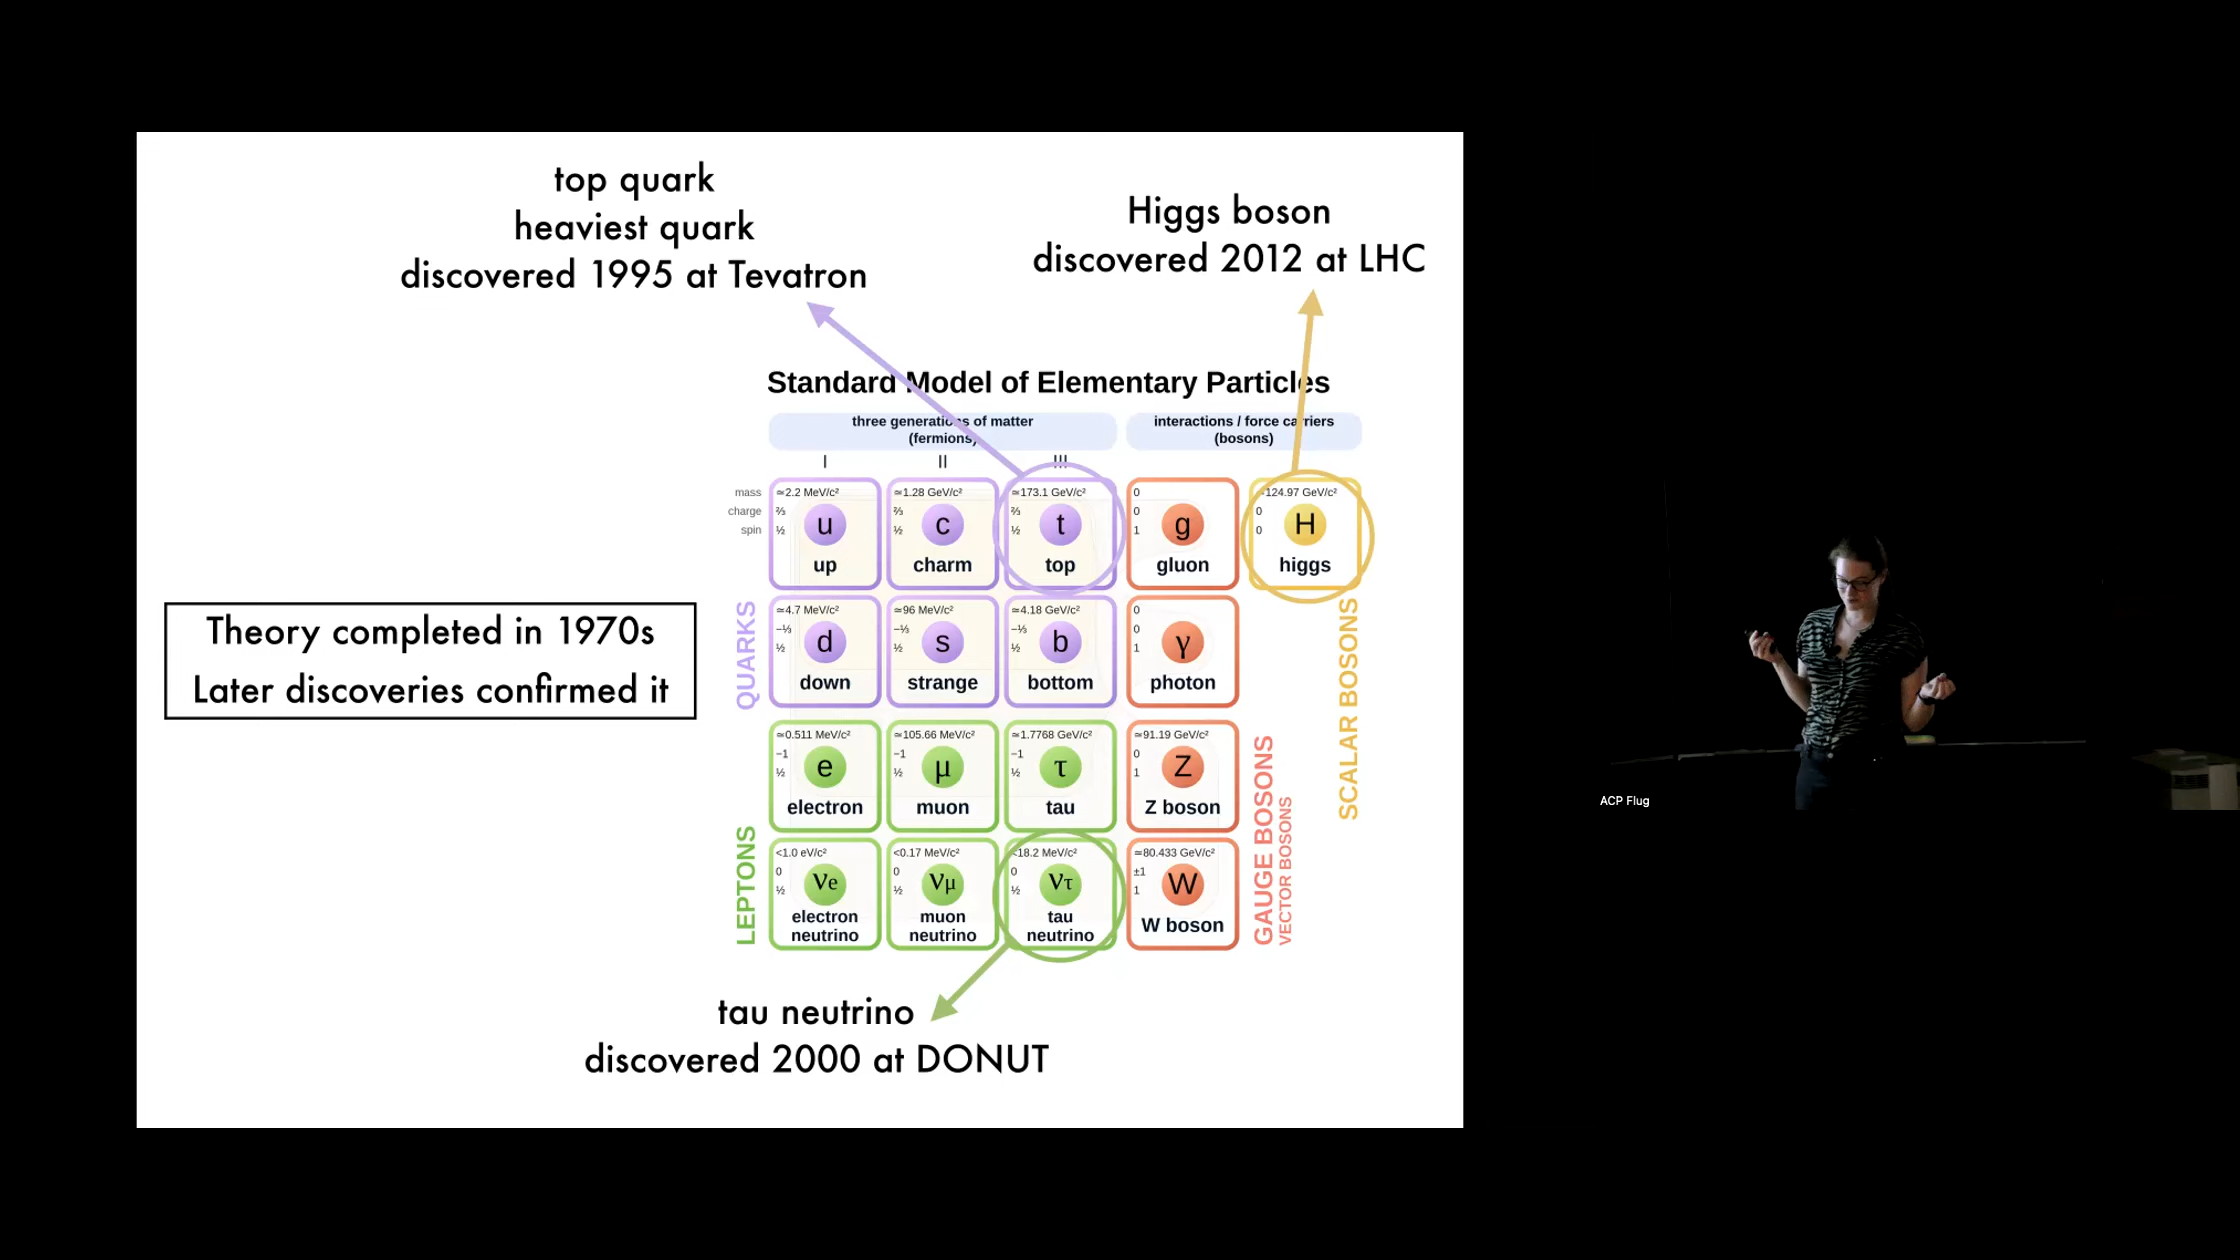 top quark
heaviest quark
discovered 1995 at Tevatron
Higgs boson
discovered 2012 at LHC
Standard Model of Elementary Particles
three generations of matter
(fermions)
interactions / force carriers
(bosons)
I
II
III
mass
charge
spin
≃2.2 MeV/c²
⅔
½
u
up
≃1.28 GeV/c²
⅔
½
c
charm
≃173.1 GeV/c²
⅔
½
t
top
0
0
1
g
gluon
124.97 GeV/c²
0
0
H
higgs
Theory completed in 1970s
Later discoveries confirmed it
QUARKS
≃4.7 MeV/c²
−⅓
½
d
down
≃96 MeV/c²
−⅓
½
s
strange
≃4.18 GeV/c²
−⅓
½
b
bottom
0
0
1
γ
photon
SCALAR BOSONS
LEPTONS
≃0.511 MeV/c²
−1
½
e
electron
≃105.66 MeV/c²
−1
½
μ
muon
≃1.7768 GeV/c²
−1
½
τ
tau
≃91.19 GeV/c²
0
1
Z
Z boson
<1.0 eV/c²
0
½
νe
electron
neutrino
<0.17 MeV/c²
0
½
νμ
muon
neutrino
<18.2 MeV/c²
0
½
ντ
tau
neutrino
≃80.433 GeV/c²
±1
1
W
W boson
GAUGE BOSONS
VECTOR BOSONS
tau neutrino
discovered 2000 at DONUT
ACP Flug